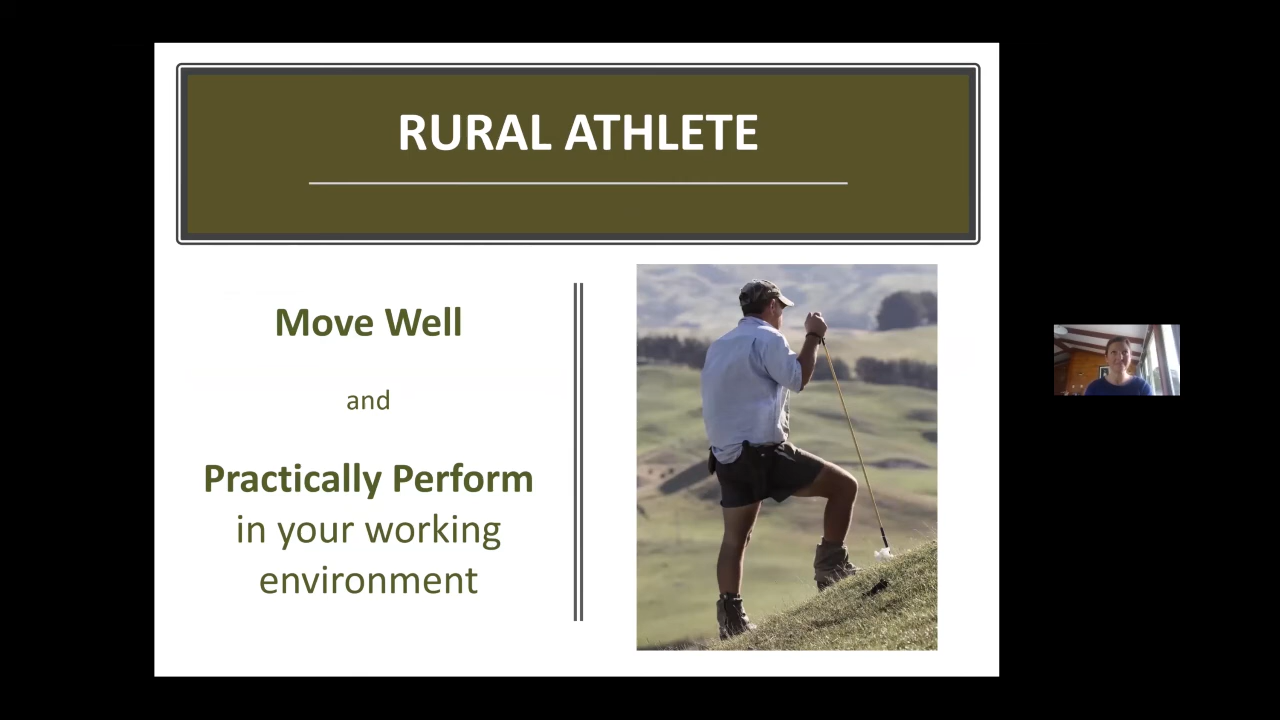 RURAL ATHLETE
Move Well
and
Practically Perform
in your working
environment